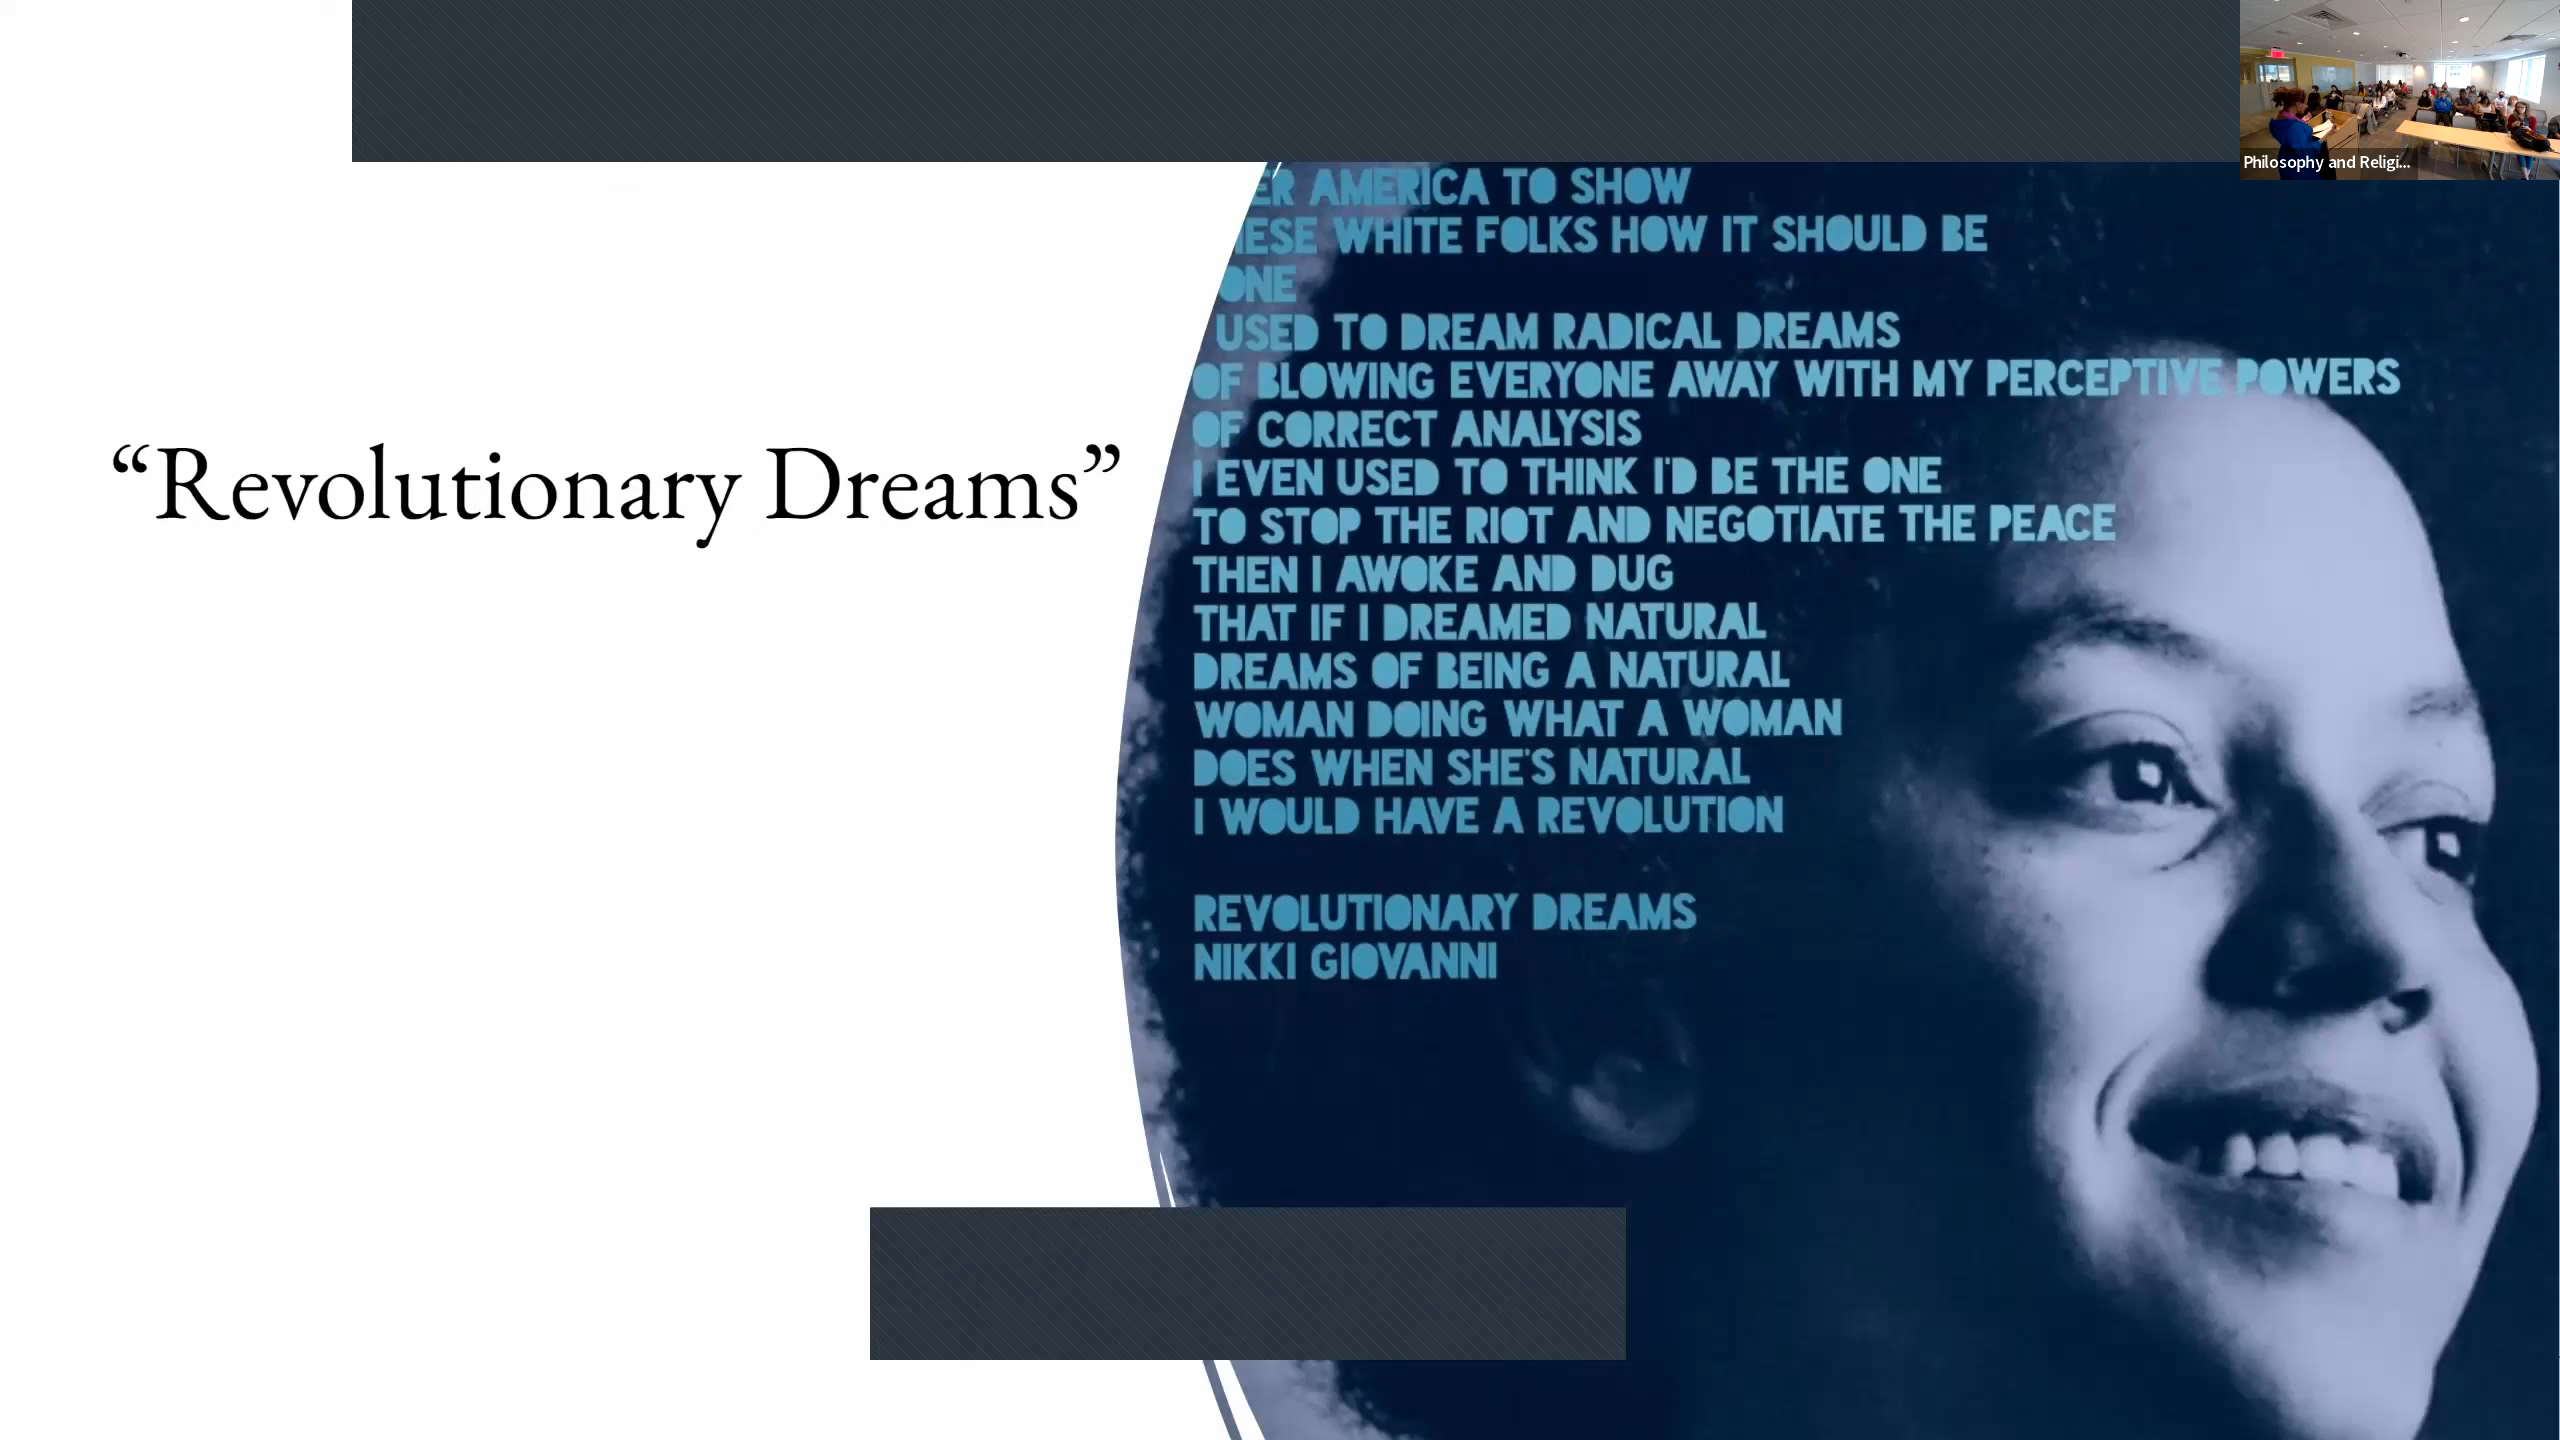 Philosophy and Religi...
“Revolutionary Dreams”
ER AMERICA TO SHOW
ESE WHITE FOLKS HOW IT SHOULD BE
ONE
USED TO DREAM RADICAL DREAMS
OF BLOWING EVERYONE AWAY WITH MY PERCEPTIVE POWERS
OF CORRECT ANALYSIS
I EVEN USED TO THINK I'D BE THE ONE
TO STOP THE RIOT AND NEGOTIATE THE PEACE
THEN I AWOKE AND DUG
THAT IF I DREAMED NATURAL
DREAMS OF BEING A NATURAL
WOMAN DOING WHAT A WOMAN
DOES WHEN SHE'S NATURAL
I WOULD HAVE A REVOLUTION
REVOLUTIONARY DREAMS
NIKKI GIOVANNI